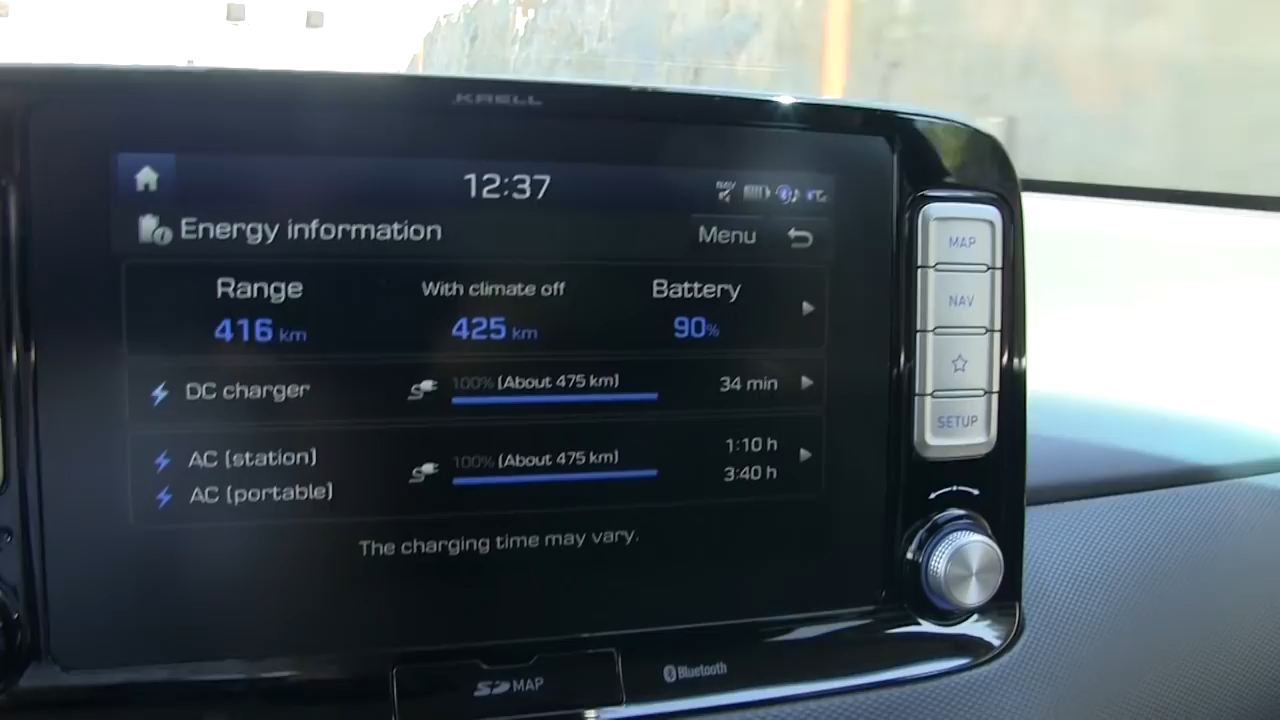 KRELL
12:37
Energy information
Menu
Range With climate off Battery
416 km 425 km 90%
DC charger 100% (About 475 km) 34 min
AC (station) 100% (About 475 km) 1:10 h
AC (portable) 3:40 h
The charging time may vary.
MAP
NAV
SETUP
SD MAP
Bluetooth